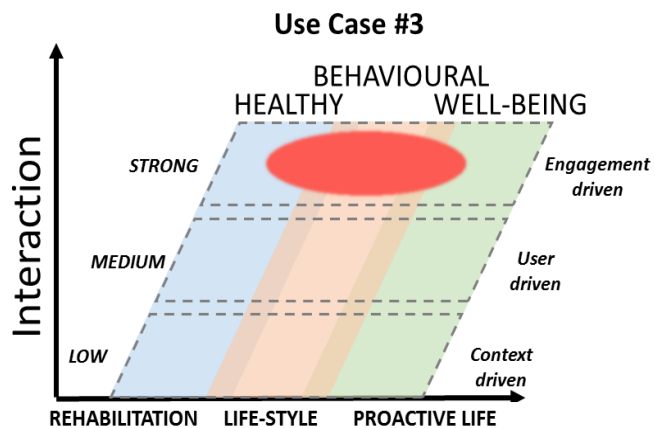 Use Case #3
BEHAVIOURAL
HEALTHY WELL-BEING
Interaction
STRONG
Engagement
driven
MEDIUM
User
driven
LOW
Context
driven
REHABILITATION LIFE-STYLE PROACTIVE LIFE